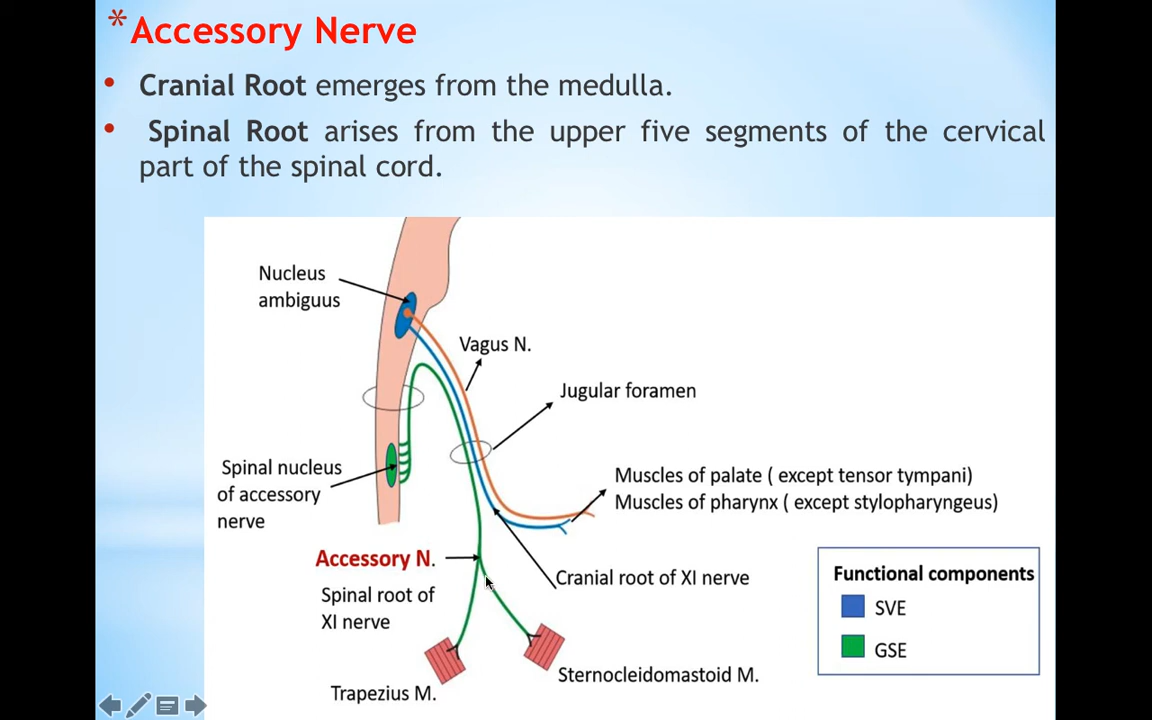 *Accessory Nerve
• Cranial Root emerges from the medulla.
• Spinal Root arises from the upper five segments of the cervical
part of the spinal cord.
Nucleus
ambiguus
Vagus N.
Jugular foramen
Spinal nucleus
of accessory
nerve
Muscles of palate ( except tensor tympani)
Muscles of pharynx ( except stylopharyngeus)
Accessory N.
Spinal root of
XI nerve
Cranial root of XI nerve
Trapezius M.
Sternocleidomastoid M.
Functional components
SVE
GSE